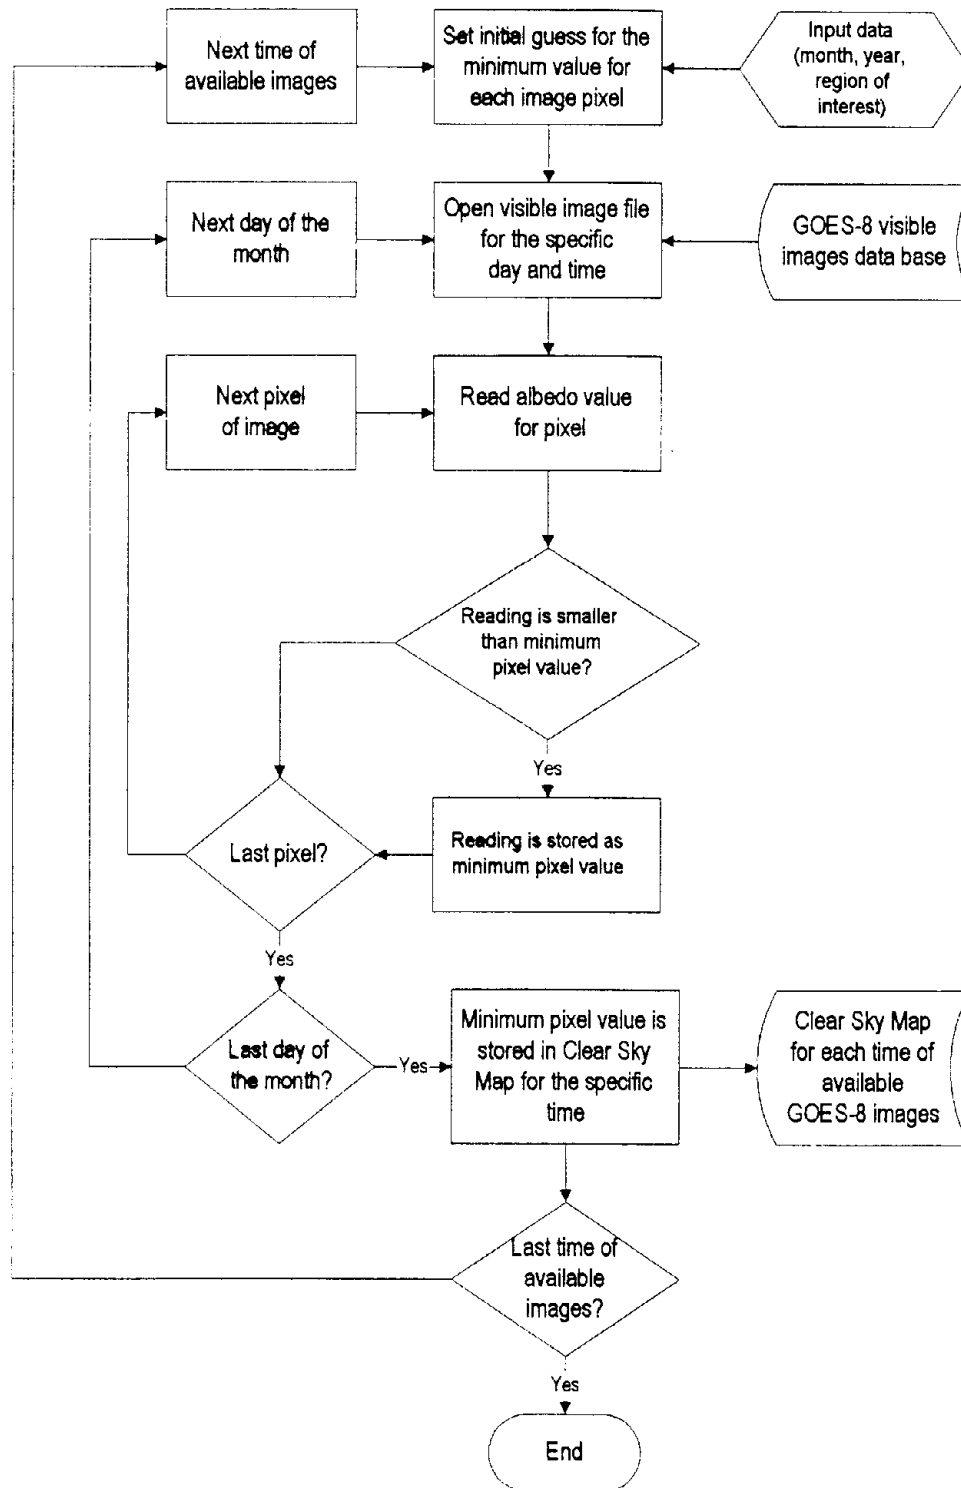 Next time of
available images
Set initial guess for the
minimum value for
each image pixel
Input data
(month, year,
region of
interest)
Next day of the
month
Open visible image file
for the specific
day and time
GOES-8 visible
images data base
Next pixel
of image
Read albedo value
for pixel
Reading is smaller
than minimum
pixel value?
Yes
Last pixel?
Reading is stored as
minimum pixel value
Yes
Last day of
the month?
Yes
Minimum pixel value is
stored in Clear Sky
Map for the specific
time
Clear Sky Map
for each time of
available
GOES-8 images
Last time of
available
images?
Yes
End